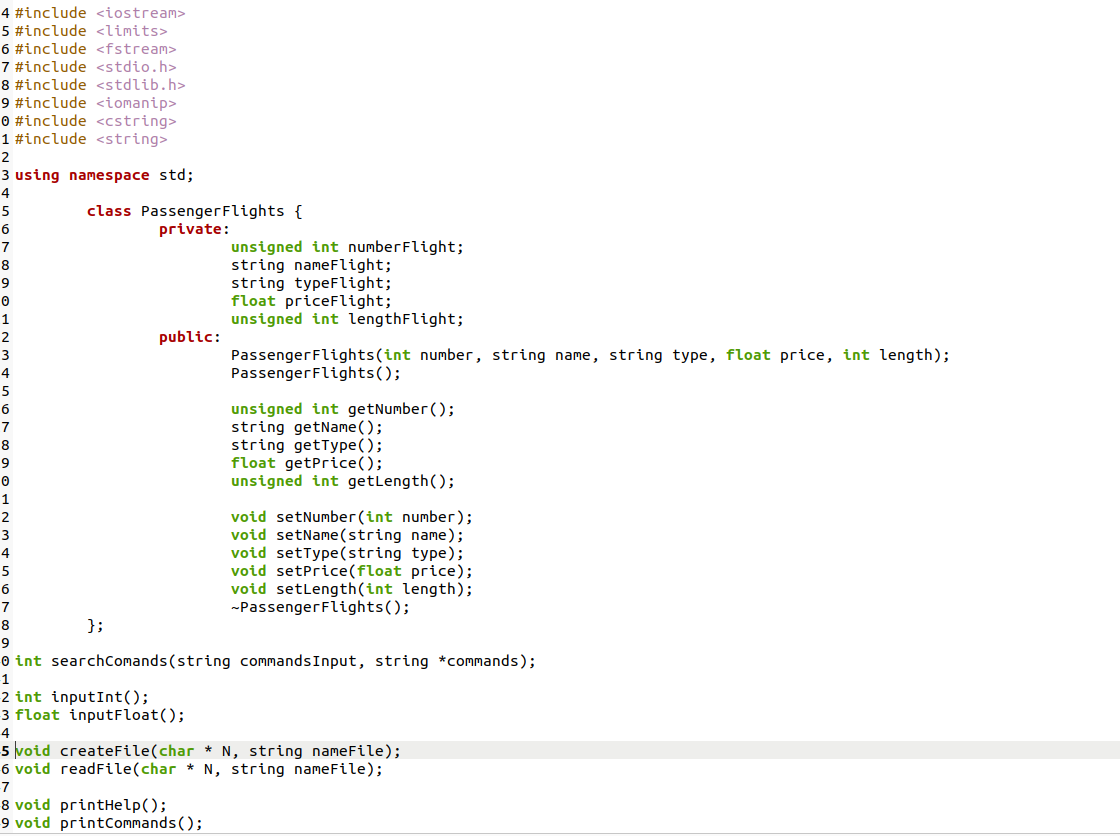 4 #include <iostream>
5 #include <limits>
6 #include <fstream>
7 #include <stdio.h>
8 #include <stdlib.h>
9 #include <iomanip>
0 #include <cstring>
1 #include <string>
2
3 using namespace std;
4
5 class PassengerFlights {
6 private:
7 unsigned int numberFlight;
8 string nameFlight;
9 string typeFlight;
0 float priceFlight;
1 unsigned int lengthFlight;
2 public:
3 PassengerFlights(int number, string name, string type, float price, int length);
4 PassengerFlights();
5
6 unsigned int getNumber();
7 string getName();
8 string getType();
9 float getPrice();
0 unsigned int getLength();
1
2 void setNumber(int number);
3 void setName(string name);
4 void setType(string type);
5 void setPrice(float price);
6 void setLength(int length);
7 ~PassengerFlights();
8 };
9
0 int searchComands(string commandsInput, string *commands);
1
2 int inputInt();
3 float inputFloat();
4
5 void createFile(char * N, string nameFile);
6 void readFile(char * N, string nameFile);
7
8 void printHelp();
9 void printCommands();